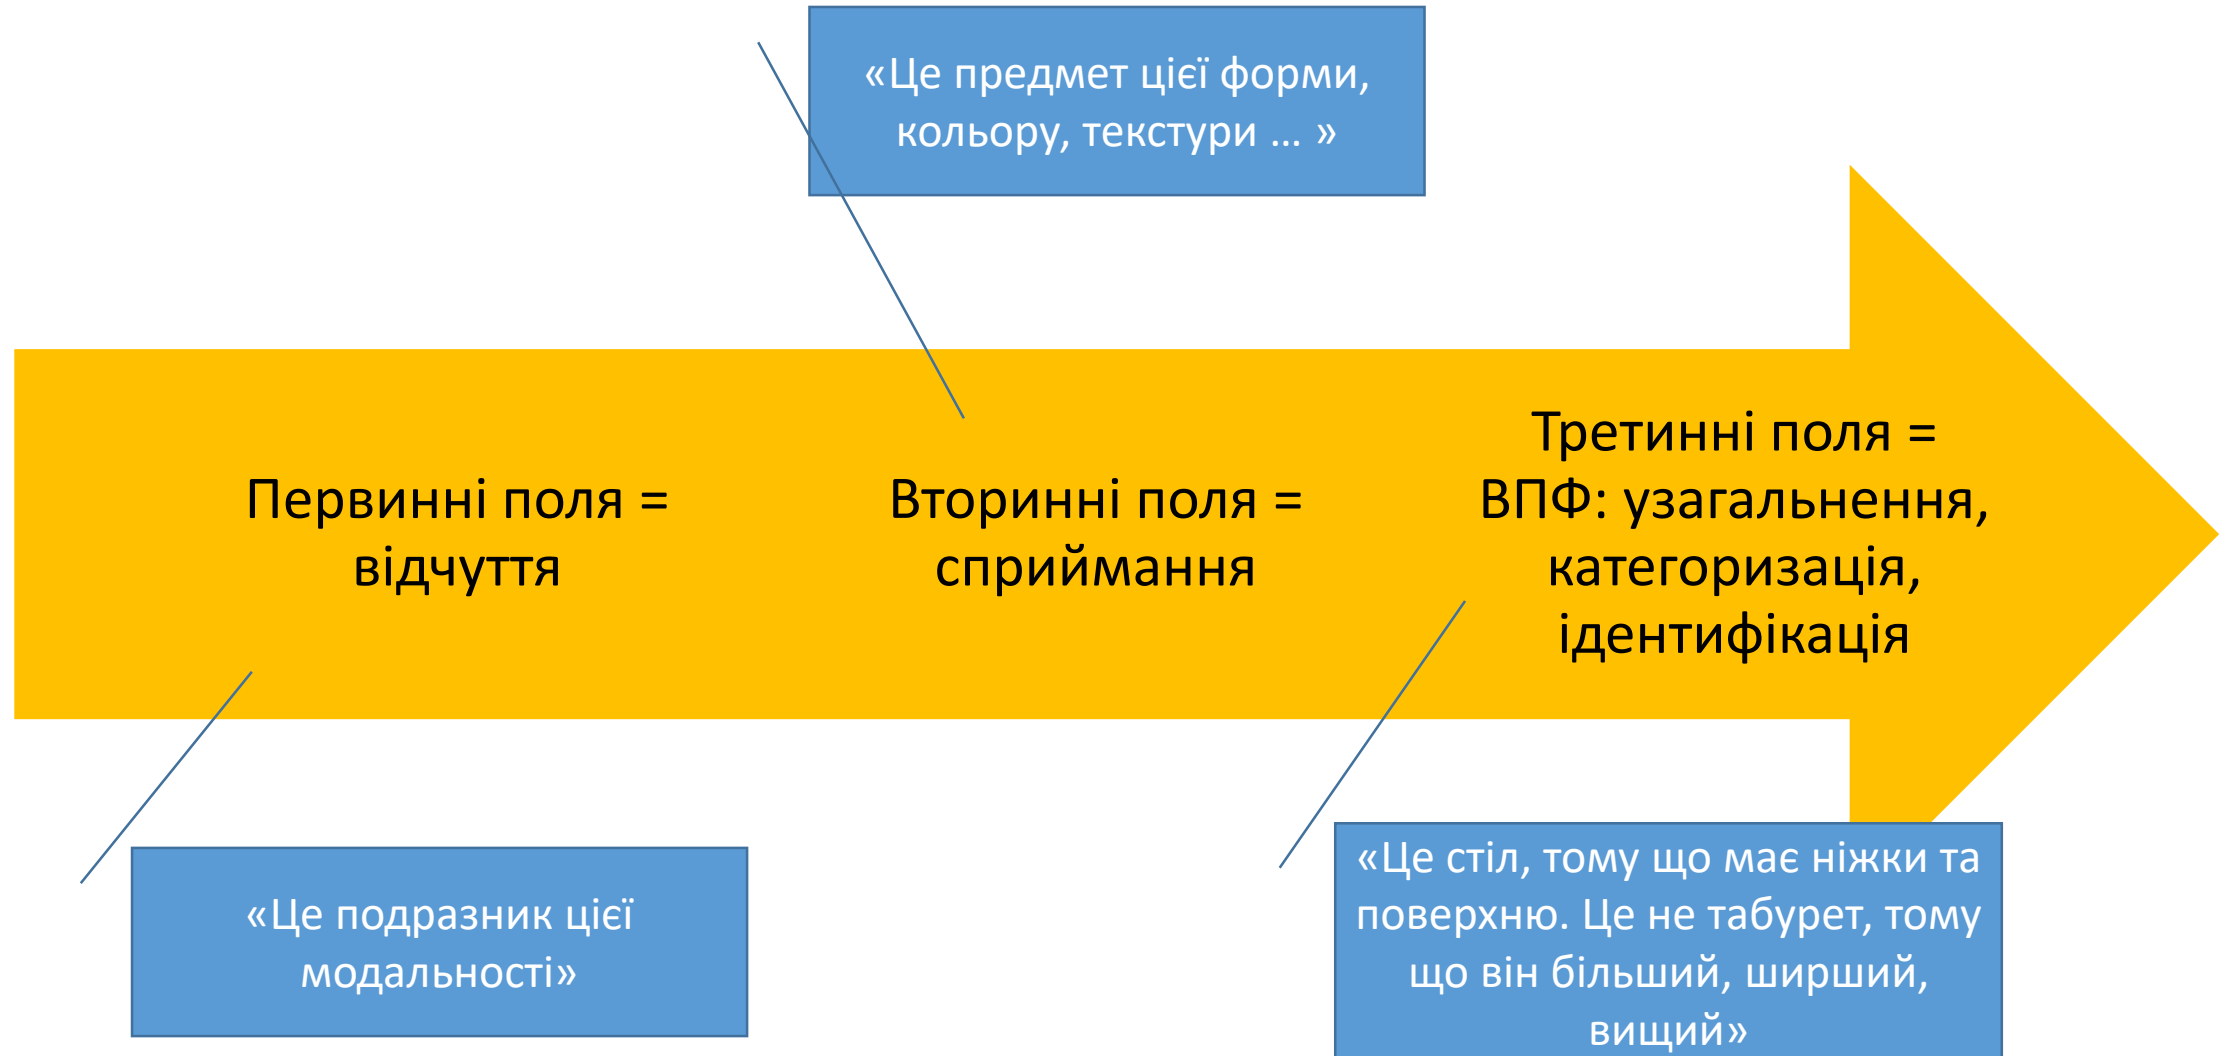 «Це предмет цієї форми,
кольору, текстури ... »
Первинні поля =
відчуття
Вторинні поля =
сприймання
Третинні поля =
ВПФ: узагальнення,
категоризація,
ідентифікація
«Це подразник цієї
модальності»
«Це стіл, тому що має ніжки та
поверхню. Це не табурет, тому
що він більший, ширший,
вищий»